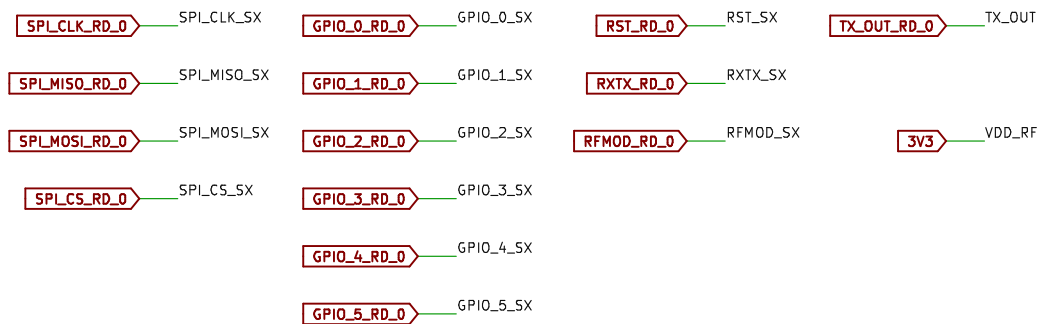 SPI_CLK_RD_0 SPI_CLK_SX GPIO_0_RD_0 GPIO_0_SX RST_RD_0 RST_SX TX_OUT_RD_0 TX_OUT
SPI_MISO_RD_0 SPI_MISO_SX GPIO_1_RD_0 GPIO_1_SX RXTX_RD_0 RXTX_SX
SPI_MOSI_RD_0 SPI_MOSI_SX GPIO_2_RD_0 GPIO_2_SX RFMOD_RD_0 RFMOD_SX 3V3 VDD_RF
SPI_CS_RD_0 SPI_CS_SX GPIO_3_RD_0 GPIO_3_SX
GPIO_4_RD_0 GPIO_4_SX
GPIO_5_RD_0 GPIO_5_SX